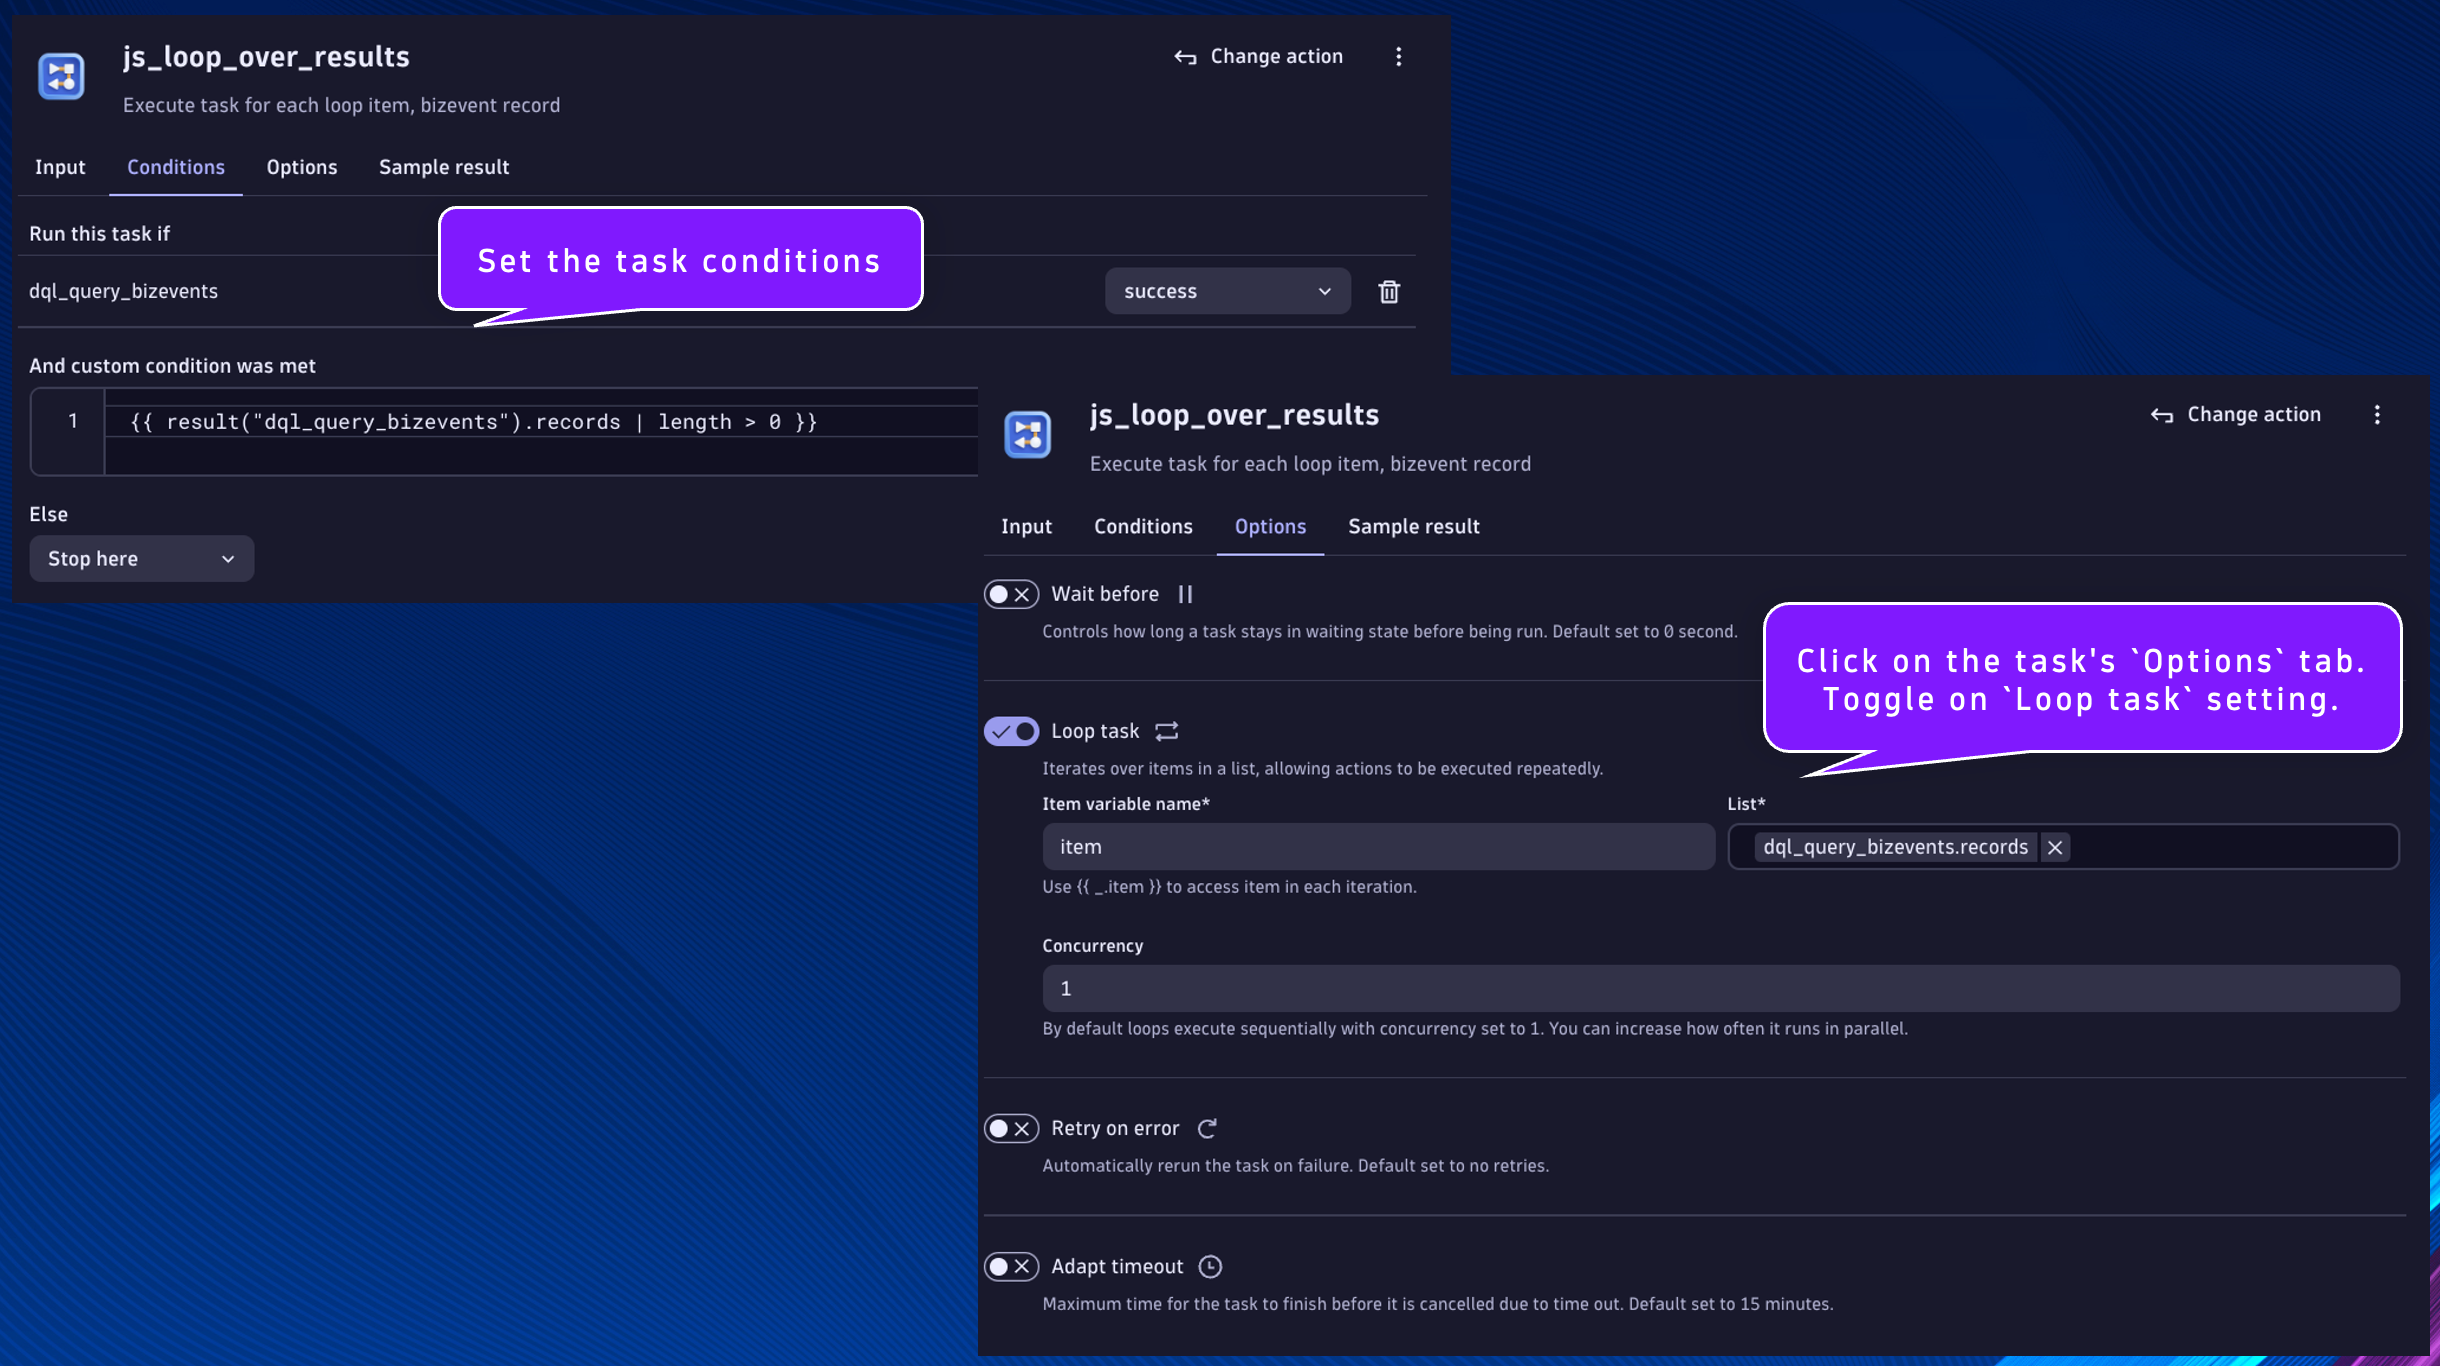 js_loop_over_results
Change action
Execute task for each loop item, bizevent record
Input Conditions Options Sample result
Run this task if
Set the task conditions
dql_query_bizevents
success
And custom condition was met
1 {{ result("dql_query_bizevents").records | length > 0 }}
Else
Stop here
js_loop_over_results
Change action
Execute task for each loop item, bizevent record
Input Conditions Options Sample result
Wait before
Controls how long a task stays in waiting state before being run. Default set to 0 second.
Click on the task's `Options` tab.
Toggle on `Loop task` setting.
Loop task
Iterates over items in a list, allowing actions to be executed repeatedly.
Item variable name*
List*
item
dql_query_bizevents.records
Use {{ _.item }} to access item in each iteration.
Concurrency
1
By default loops execute sequentially with concurrency set to 1. You can increase how often it runs in parallel.
Retry on error
Automatically rerun the task on failure. Default set to no retries.
Adapt timeout
Maximum time for the task to finish before it is cancelled due to time out. Default set to 15 minutes.